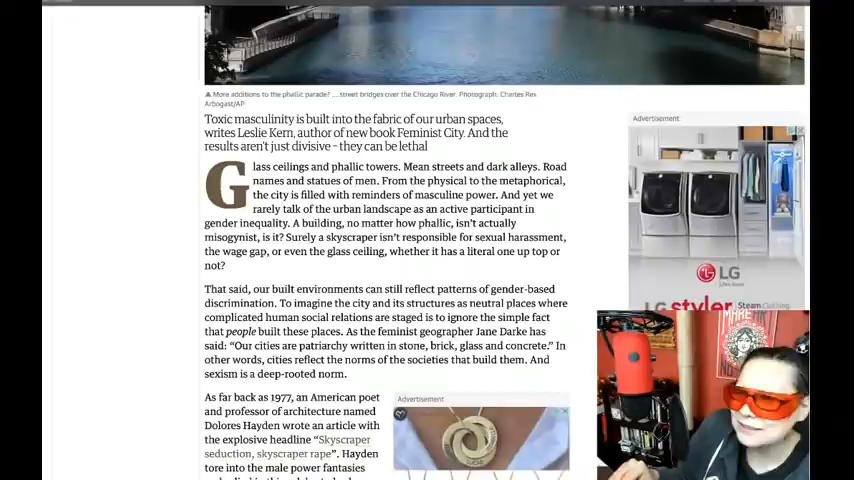 ▲ More additions to the phallic parade? ... street bridges over the Chicago River. Photograph: Charles Rex
Arbogast/AP
Toxic masculinity is built into the fabric of our urban spaces,
writes Leslie Kern, author of new book Feminist City. And the
results aren't just divisive – they can be lethal
Glass ceilings and phallic towers. Mean streets and dark alleys. Road
names and statues of men. From the physical to the metaphorical,
the city is filled with reminders of masculine power. And yet we
rarely talk of the urban landscape as an active participant in
gender inequality. A building, no matter how phallic, isn't actually
misogynist, is it? Surely a skyscraper isn't responsible for sexual harassment,
the wage gap, or even the glass ceiling, whether it has a literal one up top or
not?
That said, our built environments can still reflect patterns of gender-based
discrimination. To imagine the city and its structures as neutral places where
complicated human social relations are staged is to ignore the simple fact
that people built these places. As the feminist geographer Jane Darke has
said: “Our cities are patriarchy written in stone, brick, glass and concrete.” In
other words, cities reflect the norms of the societies that build them. And
sexism is a deep-rooted norm.
As far back as 1977, an American poet
and professor of architecture named
Dolores Hayden wrote an article with
the explosive headline “Skyscraper
seduction, skyscraper rape”. Hayden
tore into the male power fantasies
Advertisement
Advertisement
LG
Life's Good
LG styler
Steam Clothing
MAKE
NO